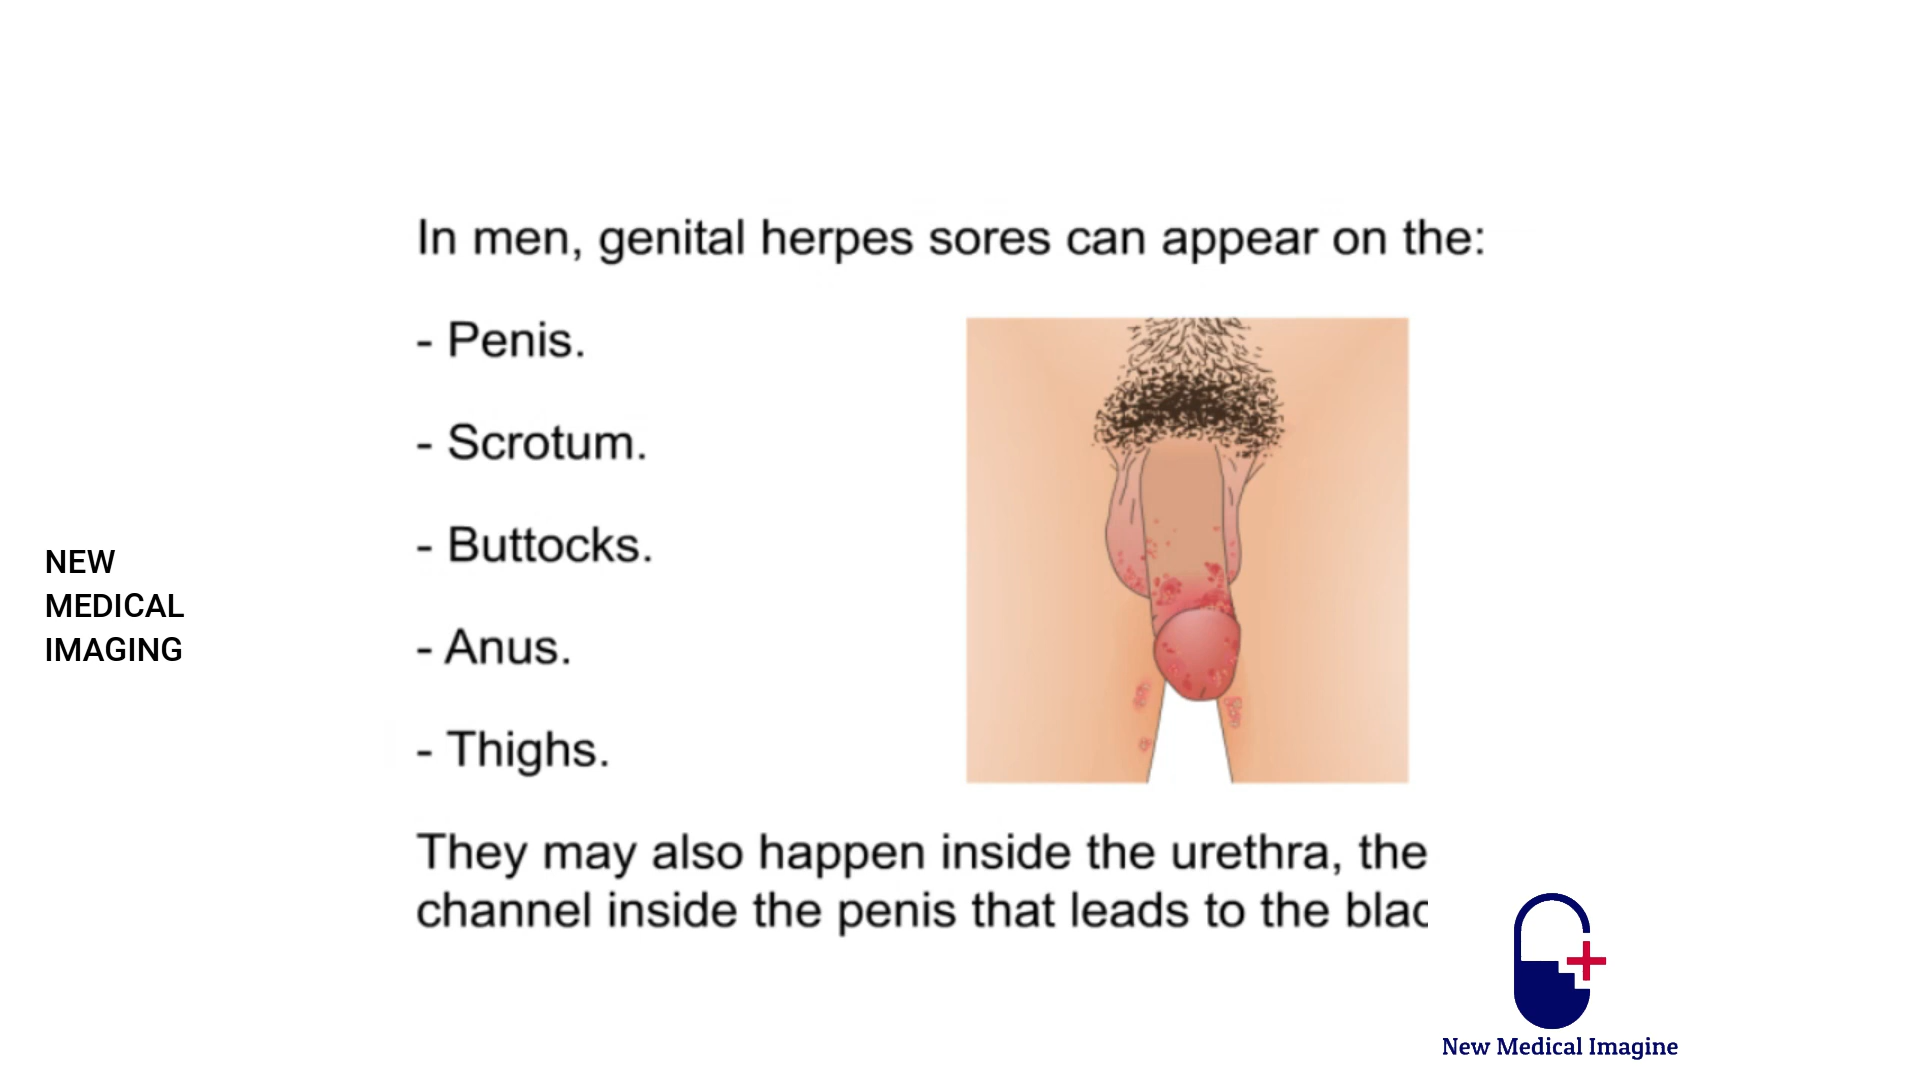 In men, genital herpes sores can appear on the:
- Penis.
- Scrotum.
- Buttocks.
- Anus.
- Thighs.
They may also happen inside the urethra, the
channel inside the penis that leads to the
NEW
MEDICAL
IMAGING
New Medical Imagine